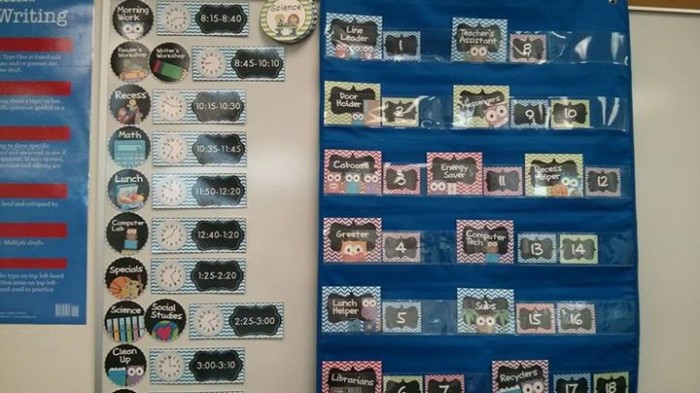 Writing
Morning
Work
8:15-8:40
Science
Reader's
Workshop
Writer's
Workshop
8:45-10:10
Recess
10:15-10:30
Math
10:35-11:45
Lunch
11:50-12:20
Computer
Lab
12:40-1:20
Specials
1:25-2:20
Science
Social
Studies
2:25-3:00
Clean
Up
3:00-3:10
Line
Leader
1
Teacher's
Assistant
8
Door
Holder
2
Messengers
9
10
Caboose
3
Energy
Saver
11
Recess
Helper
12
Greeter
4
Computer
Tech
13
14
Lunch
Helper
5
Subs
15
16
Librarians
6
7
Recyclers
17
18